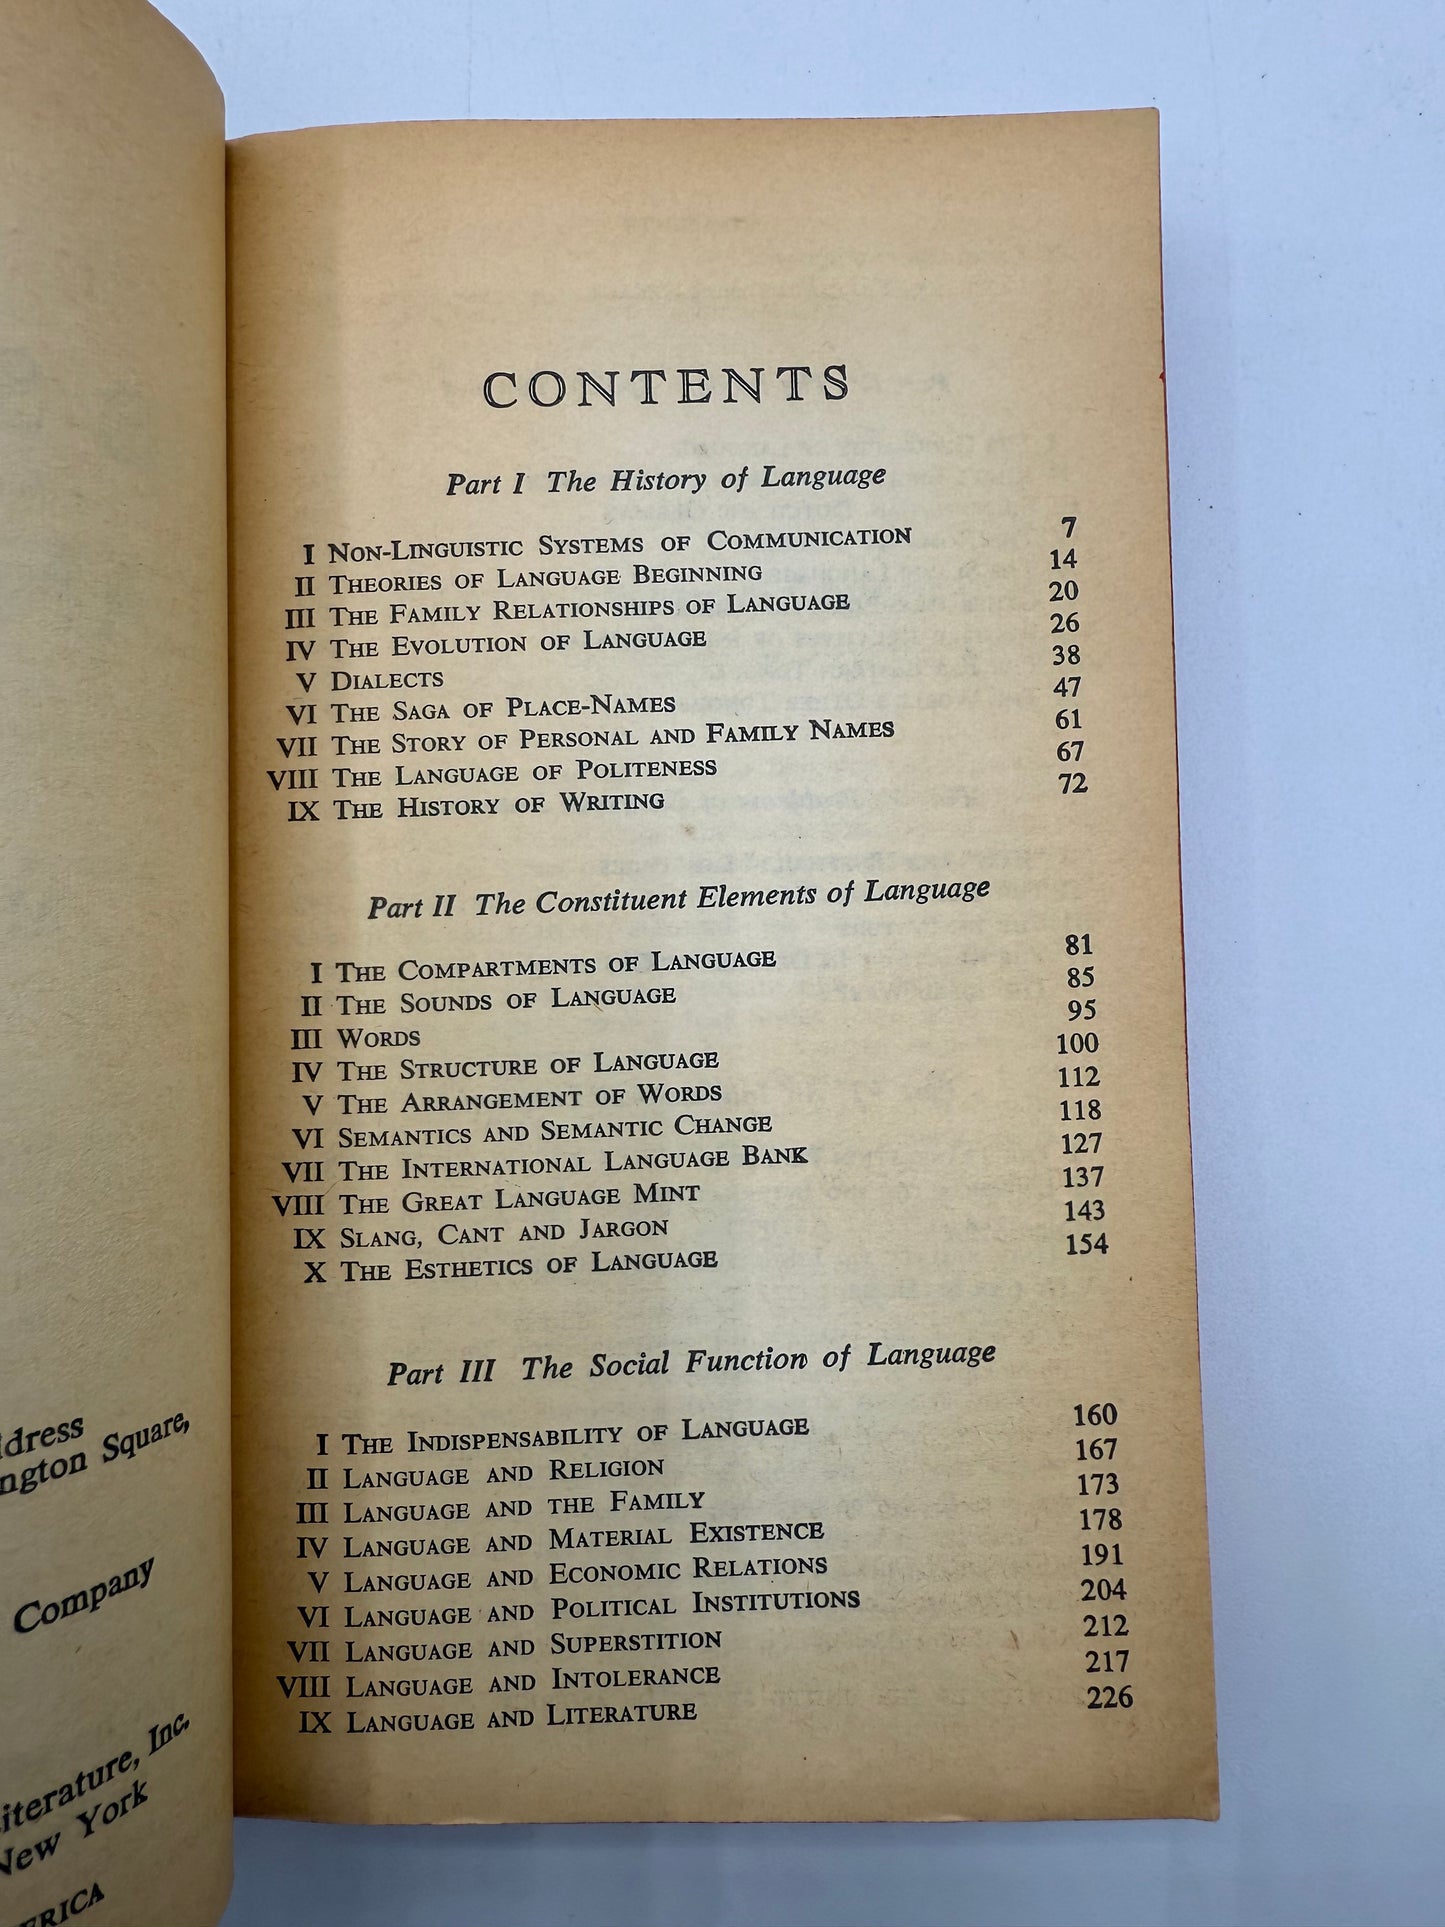 ddress
ngton Square,
Company
iterature, Inc.
New York
ERICA
CONTENTS
Part I The History of Language
I NON-LINGUISTIC SYSTEMS OF COMMUNICATION 7
II THEORIES OF LANGUAGE BEGINNING 14
III THE FAMILY RELATIONSHIPS OF LANGUAGE 20
IV THE EVOLUTION OF LANGUAGE 26
V DIALECTS 38
VI THE SAGA OF PLACE-NAMES 47
VII THE STORY OF PERSONAL AND FAMILY NAMES 61
VIII THE LANGUAGE OF POLITENESS 67
IX THE HISTORY OF WRITING 72
Part II The Constituent Elements of Language
I THE COMPARTMENTS OF LANGUAGE 81
II THE SOUNDS OF LANGUAGE 85
III WORDS 95
IV THE STRUCTURE OF LANGUAGE 100
V THE ARRANGEMENT OF WORDS 112
VI SEMANTICS AND SEMANTIC CHANGE 118
VII THE INTERNATIONAL LANGUAGE BANK 127
VIII THE GREAT LANGUAGE MINT 137
IX SLANG, CANT AND JARGON 143
X THE ESTHETICS OF LANGUAGE 154
Part III The Social Function of Language
I THE INDISPENSABILITY OF LANGUAGE 160
II LANGUAGE AND RELIGION 167
III LANGUAGE AND THE FAMILY 173
IV LANGUAGE AND MATERIAL EXISTENCE 178
V LANGUAGE AND ECONOMIC RELATIONS 191
VI LANGUAGE AND POLITICAL INSTITUTIONS 204
VII LANGUAGE AND SUPERSTITION 212
VIII LANGUAGE AND INTOLERANCE 217
IX LANGUAGE AND LITERATURE 226